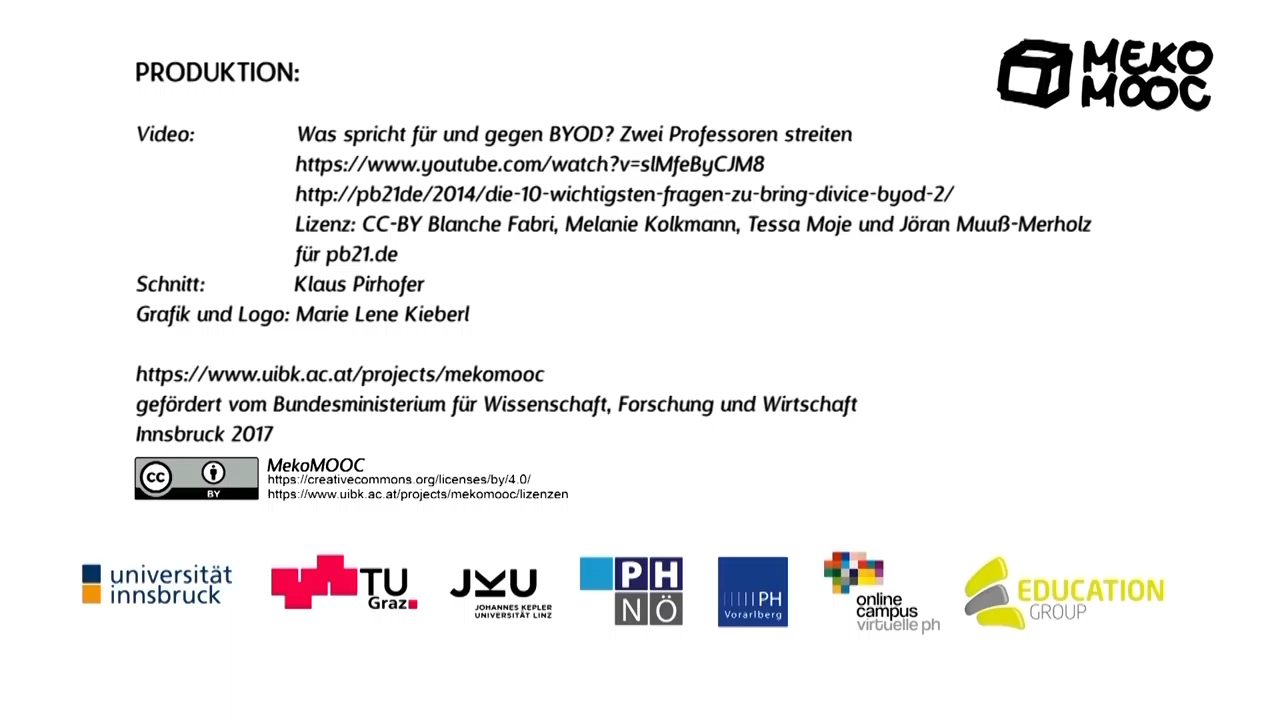 MEKO
MOOC
PRODUKTION:
Video: Was spricht für und gegen BYOD? Zwei Professoren streiten
https://www.youtube.com/watch?v=slMfeByCJM8
http://pb21de/2014/die-10-wichtigsten-fragen-zu-bring-divice-byod-2/
Lizenz: CC-BY Blanche Fabri, Melanie Kolkmann, Tessa Moje und Jöran Muuß-Merholz
für pb21.de
Schnitt: Klaus Pirhofer
Grafik und Logo: Marie Lene Kieberl
https://www.uibk.ac.at/projects/mekomooc
gefördert vom Bundesministerium für Wissenschaft, Forschung und Wirtschaft
Innsbruck 2017
cc
BY
MekoMOOC
https://creativecommons.org/licenses/by/4.0/
https://www.uibk.ac.at/projects/mekomooc/lizenzen
universität
innsbruck
TU
Graz
JKU
JOHANNES KEPLER
UNIVERSITÄT LINZ
PH
NÖ
PH
Vorarlberg
online
campus
virtuelle ph
EDUCATION
GROUP